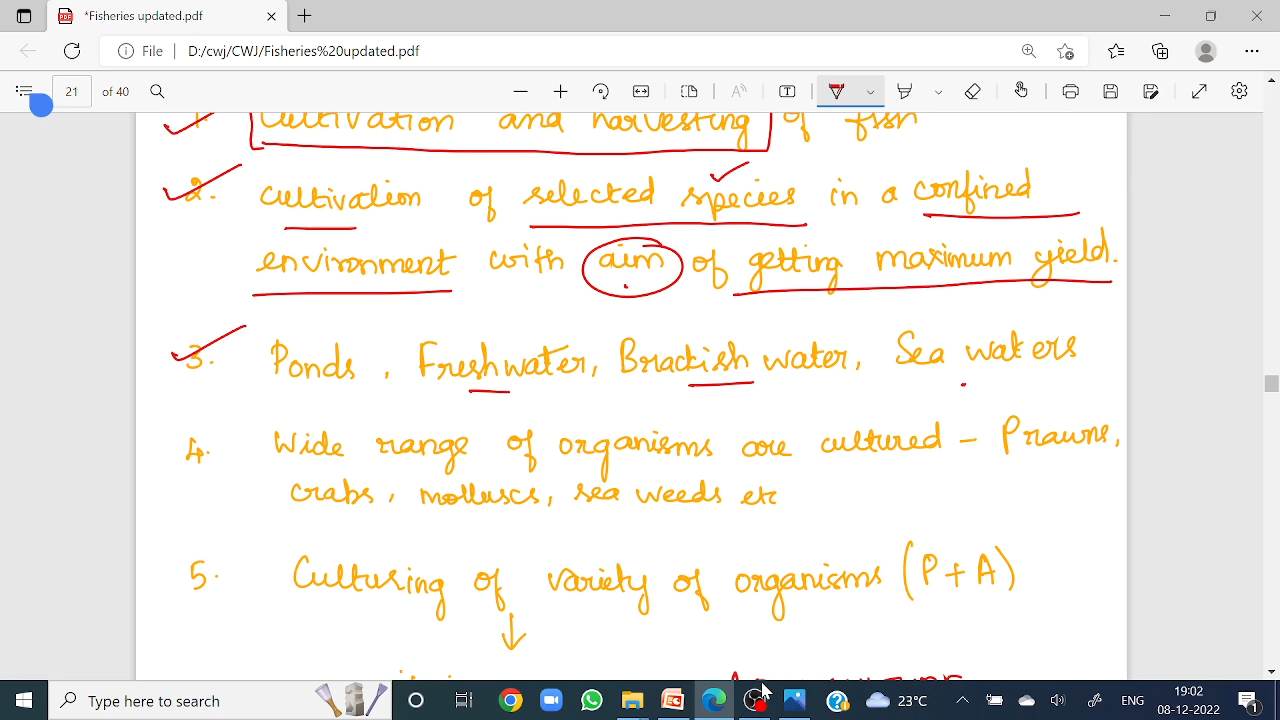 *Fisheries updated.pdf
File D:/cwj/CWJ/Fisheries%20updated.pdf
21 of 40
1. Cultivation and harvesting of fish
2. cultivation of selected species in a confined
environment with aim of getting maximum yield.
3. Ponds, Freshwater, Brackish water, Sea waters
4. Wide range of organisms are cultured - Prawns,
crabs, molluscs, sea weeds etc
5. Culturing of variety of organisms (P+A)
Type here to search
23°C
ENG
19:02
08-12-2022
1